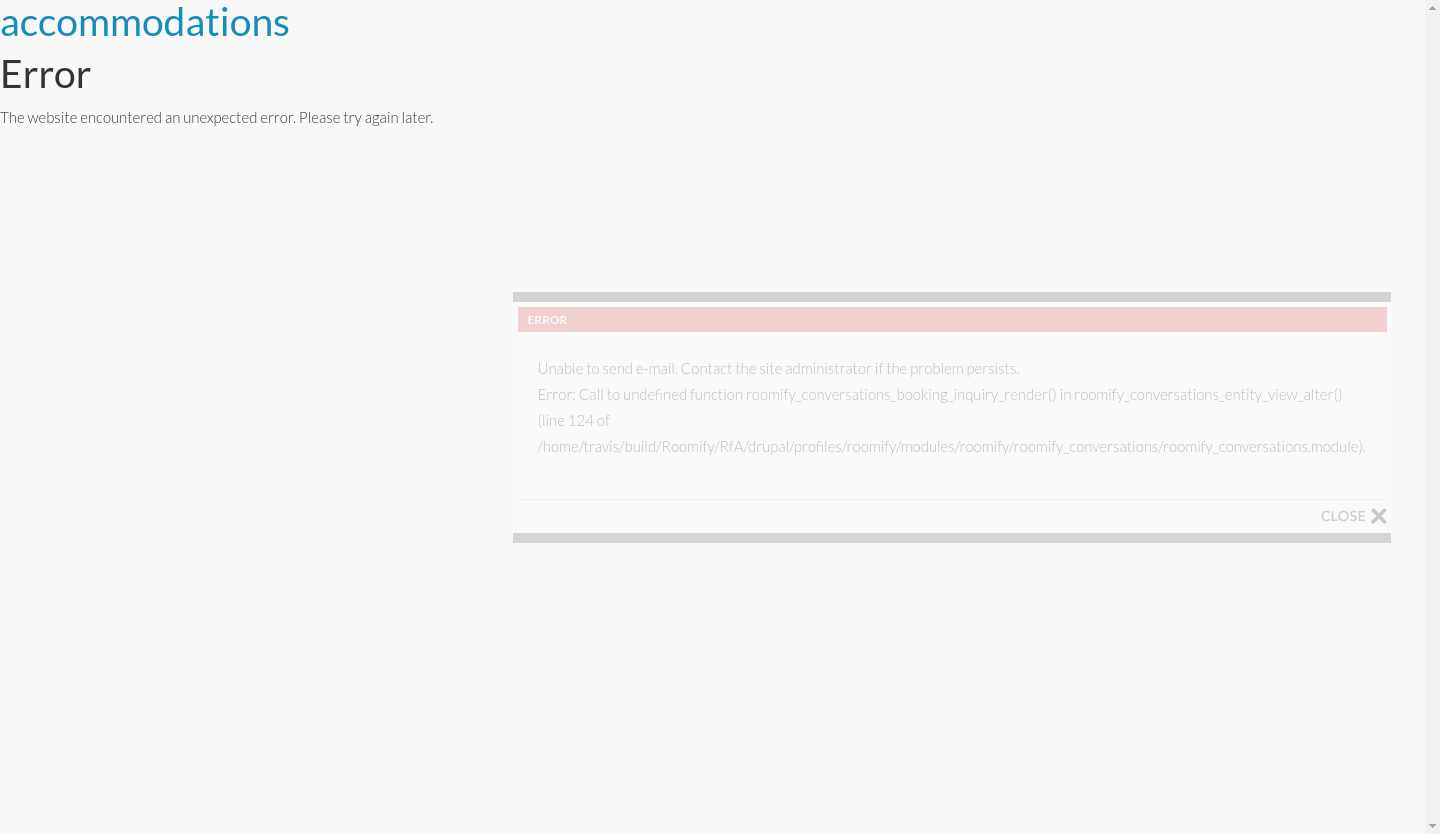 accommodations
Error
The website encountered an unexpected error. Please try again later.
ERROR
Unable to send e-mail. Contact the site administrator if the problem persists.
Error: Call to undefined function roomify_conversations_booking_inquiry_render() in roomify_conversations_entity_view_alter()
(line 124 of
/home/travis/build/Roomify/RfA/drupal/profiles/roomify/modules/roomify/roomify_conversations/roomify_conversations.module).
CLOSE